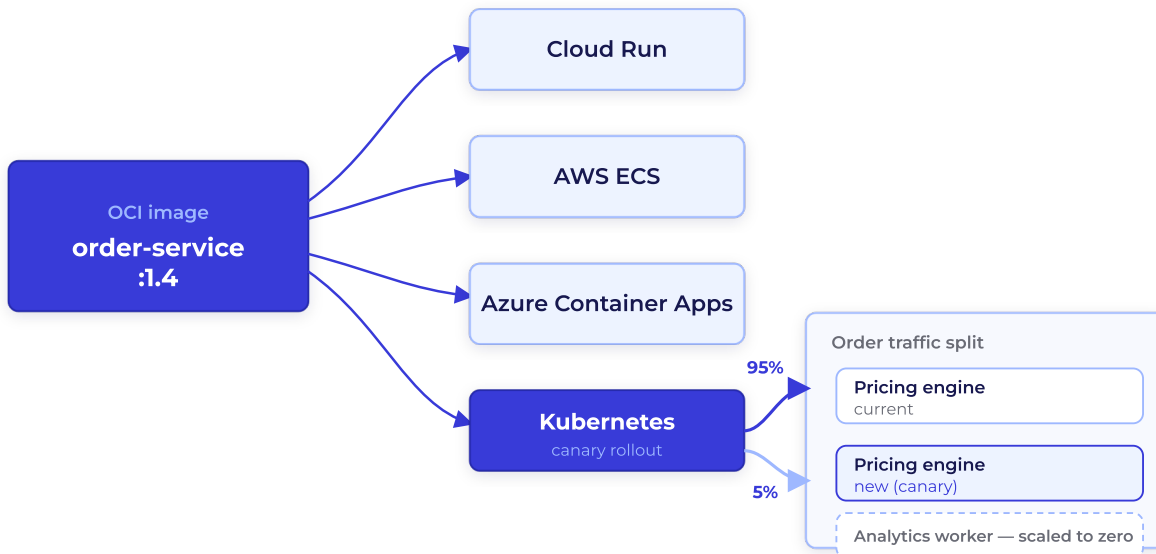 OCI image
order-service
:1.4
Cloud Run
AWS ECS
Azure Container Apps
Kubernetes
canary rollout
95%
5%
Order traffic split
Pricing engine
current
Pricing engine
new (canary)
Analytics worker — scaled to zero